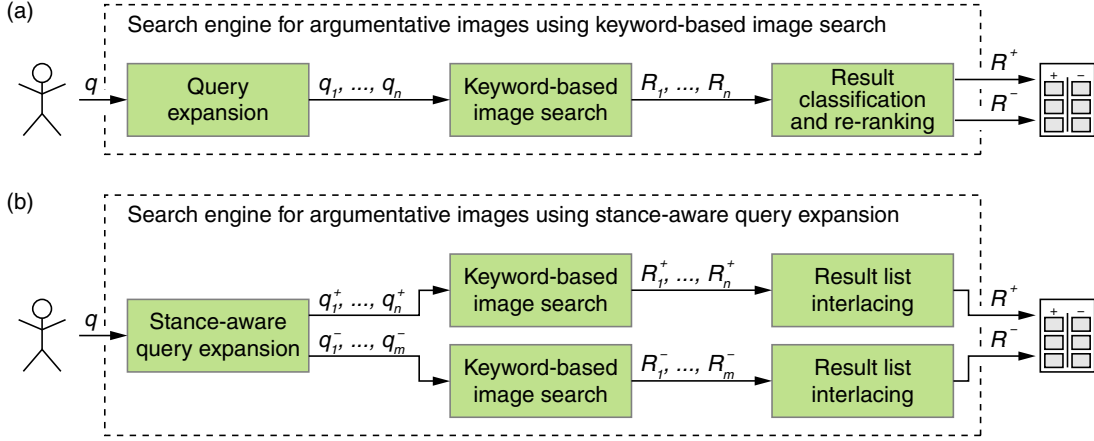 (a)
Search engine for argumentative images using keyword-based image search
q
Query
expansion
q₁, ..., qₙ
Keyword-based
image search
R₁, ..., Rₙ
Result
classification
and re-ranking
R⁺
R⁻
+ −
(b)
Search engine for argumentative images using stance-aware query expansion
q
Stance-aware
query expansion
q₁⁺, ..., qₙ⁺
q₁⁻, ..., qₘ⁻
Keyword-based
image search
R₁⁺, ..., Rₙ⁺
Result list
interlacing
Keyword-based
image search
R₁⁻, ..., Rₘ⁻
Result list
interlacing
R⁺
R⁻
+ −